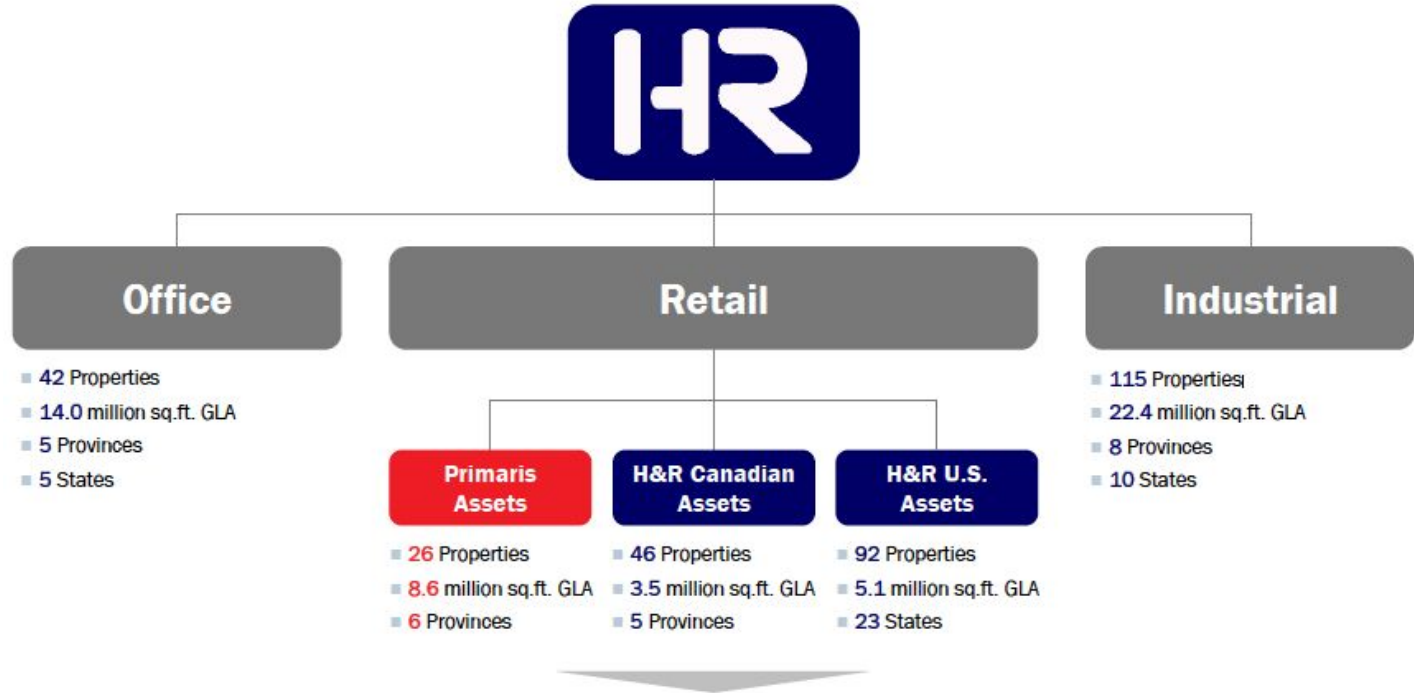 HR
Office
Retail
Industrial
42 Properties
14.0 million sq.ft. GLA
5 Provinces
5 States
115 Properties
22.4 million sq.ft. GLA
8 Provinces
10 States
Primaris
Assets
H&R Canadian
Assets
H&R U.S.
Assets
26 Properties
8.6 million sq.ft. GLA
6 Provinces
46 Properties
3.5 million sq.ft. GLA
5 Provinces
92 Properties
5.1 million sq.ft. GLA
23 States